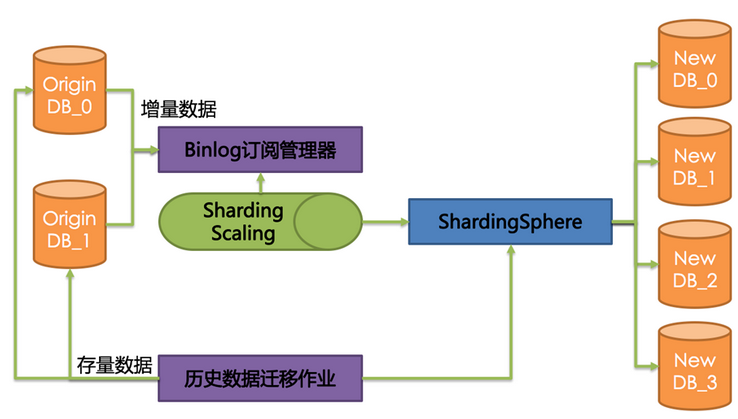 Origin
DB_0
增量数据
Binlog订阅管理器
Origin
DB_1
Sharding
Scaling
ShardingSphere
存量数据
历史数据迁移作业
New
DB_0
New
DB_1
New
DB_2
New
DB_3